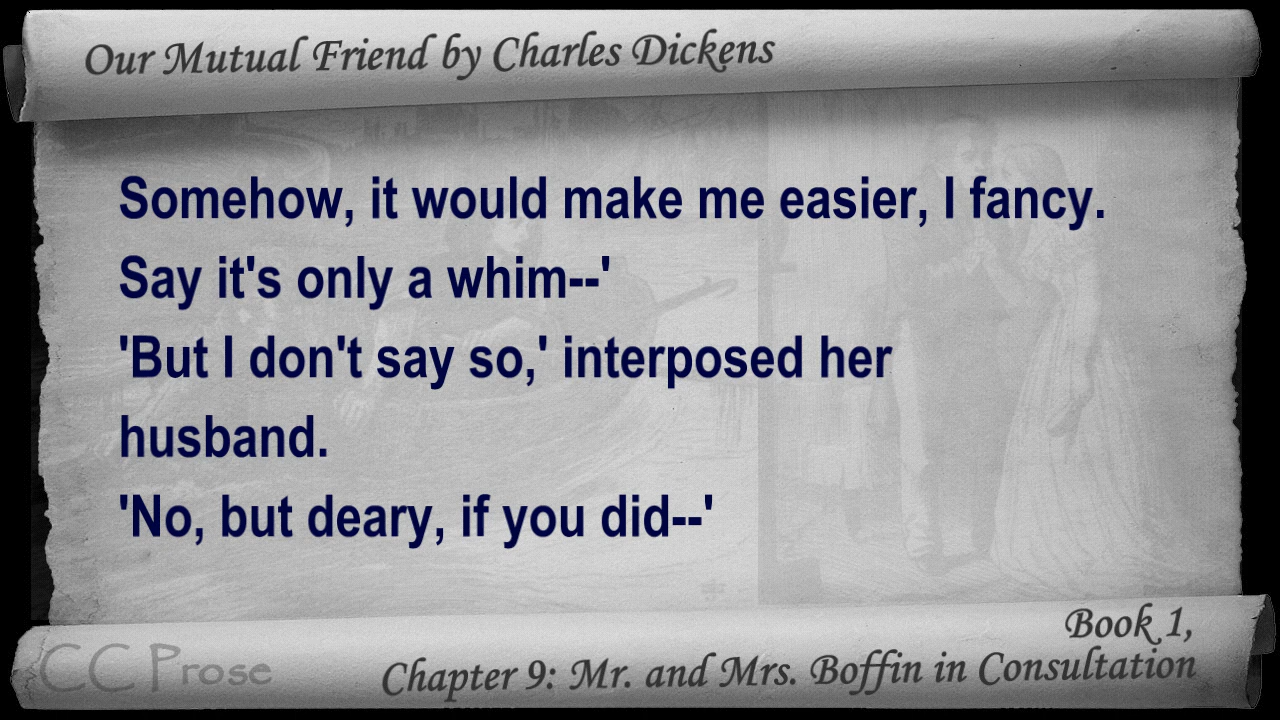 Our Mutual Friend by Charles Dickens
Somehow, it would make me easier, I fancy.
Say it's only a whim--'
'But I don't say so,' interposed her
husband.
'No, but deary, if you did--'
Book 1,
Chapter 9: Mr. and Mrs. Boffin in Consultation
CC Prose